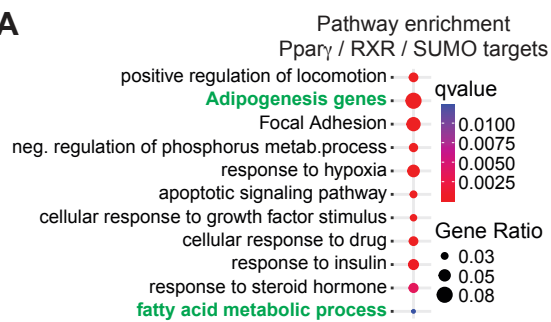 A
Pathway enrichment
Pparγ / RXR / SUMO targets
positive regulation of locomotion
Adipogenesis genes
Focal Adhesion
neg. regulation of phosphorus metab.process
response to hypoxia
apoptotic signaling pathway
cellular response to growth factor stimulus
cellular response to drug
response to insulin
response to steroid hormone
fatty acid metabolic process
qvalue
0.0100
0.0075
0.0050
0.0025
Gene Ratio
0.03
0.05
0.08